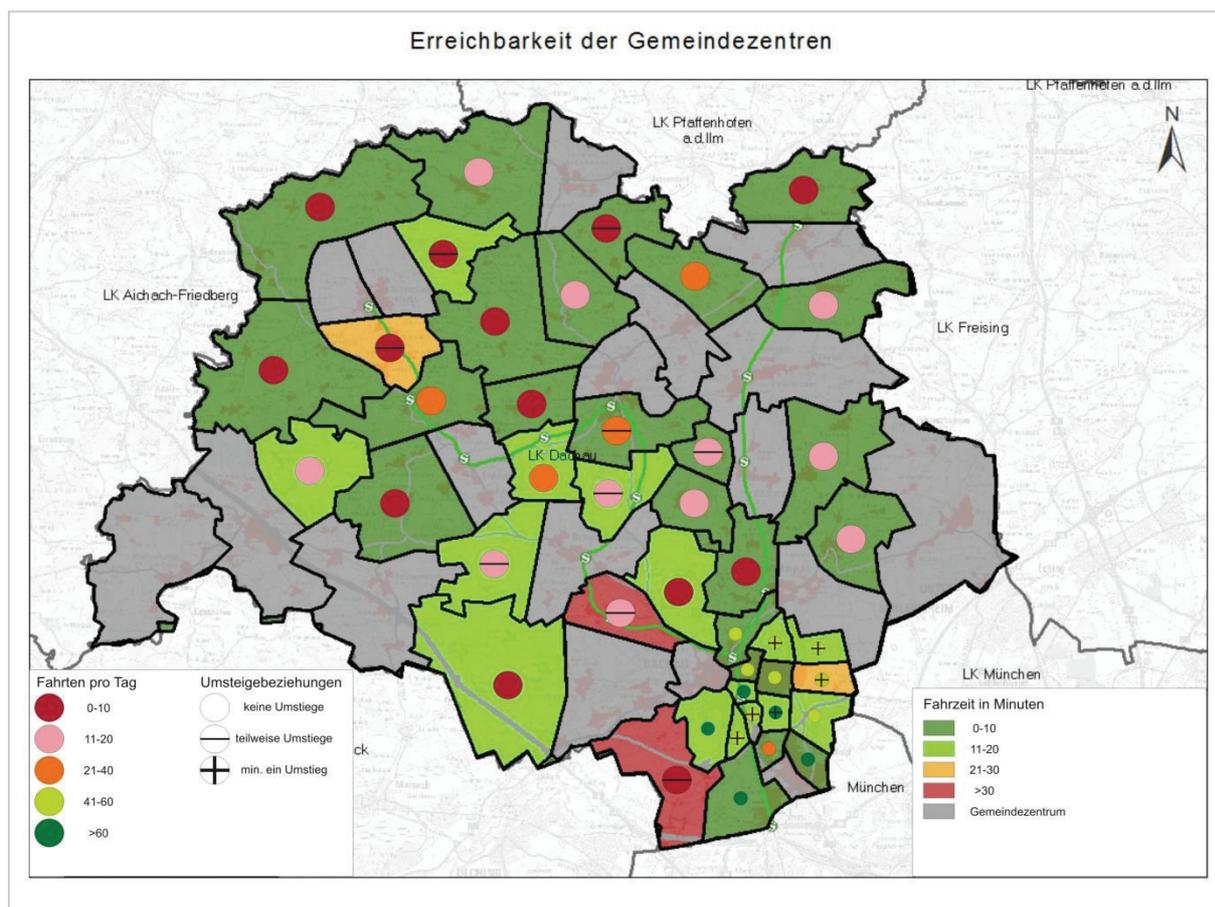 Erreichbarkeit der Gemeindezentren
LK Pfaffenhofen a.d.Ilm
LK Pfaffenhofen
a.d.Ilm
N
LK Aichach-Friedberg
LK Freising
LK Dachau
LK München
München
ck
S
S
S
S
S
S
S
S
S
S
S
S
Fahrten pro Tag
0-10
11-20
21-40
41-60
>60
Umsteigebeziehungen
keine Umstiege
teilweise Umstiege
min. ein Umstieg
Fahrzeit in Minuten
0-10
11-20
21-30
>30
Gemeindezentrum